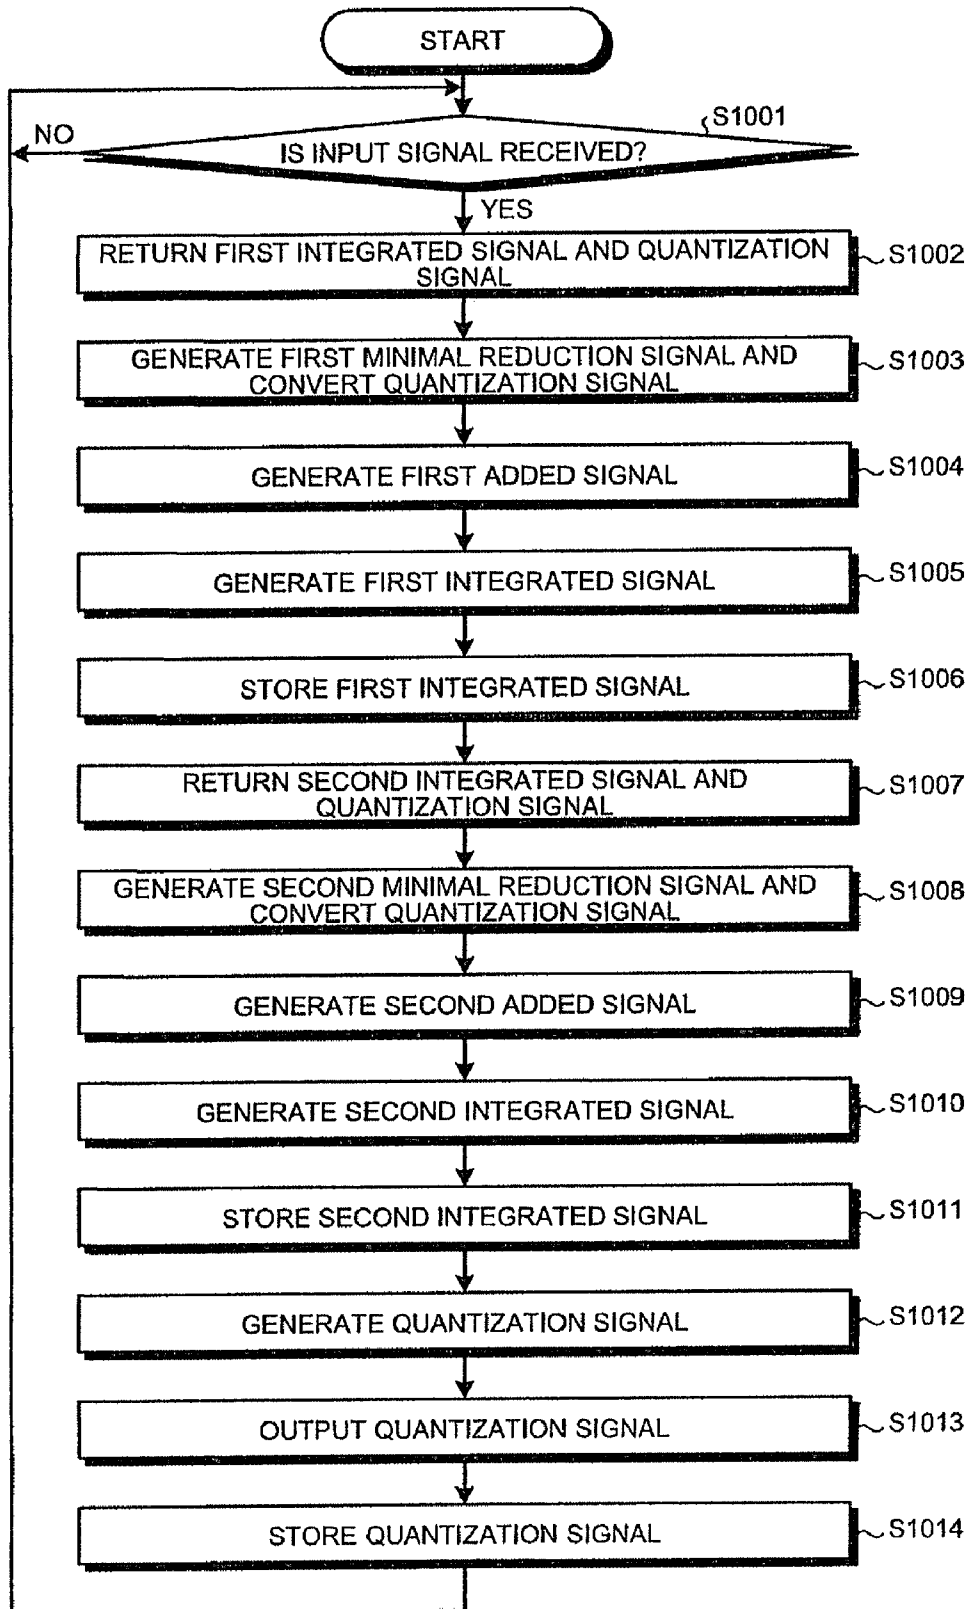 START
S1001
NO
IS INPUT SIGNAL RECEIVED?
YES
RETURN FIRST INTEGRATED SIGNAL AND QUANTIZATION
SIGNAL
S1002
GENERATE FIRST MINIMAL REDUCTION SIGNAL AND
CONVERT QUANTIZATION SIGNAL
S1003
GENERATE FIRST ADDED SIGNAL
S1004
GENERATE FIRST INTEGRATED SIGNAL
S1005
STORE FIRST INTEGRATED SIGNAL
S1006
RETURN SECOND INTEGRATED SIGNAL AND
QUANTIZATION SIGNAL
S1007
GENERATE SECOND MINIMAL REDUCTION SIGNAL AND
CONVERT QUANTIZATION SIGNAL
S1008
GENERATE SECOND ADDED SIGNAL
S1009
GENERATE SECOND INTEGRATED SIGNAL
S1010
STORE SECOND INTEGRATED SIGNAL
S1011
GENERATE QUANTIZATION SIGNAL
S1012
OUTPUT QUANTIZATION SIGNAL
S1013
STORE QUANTIZATION SIGNAL
S1014